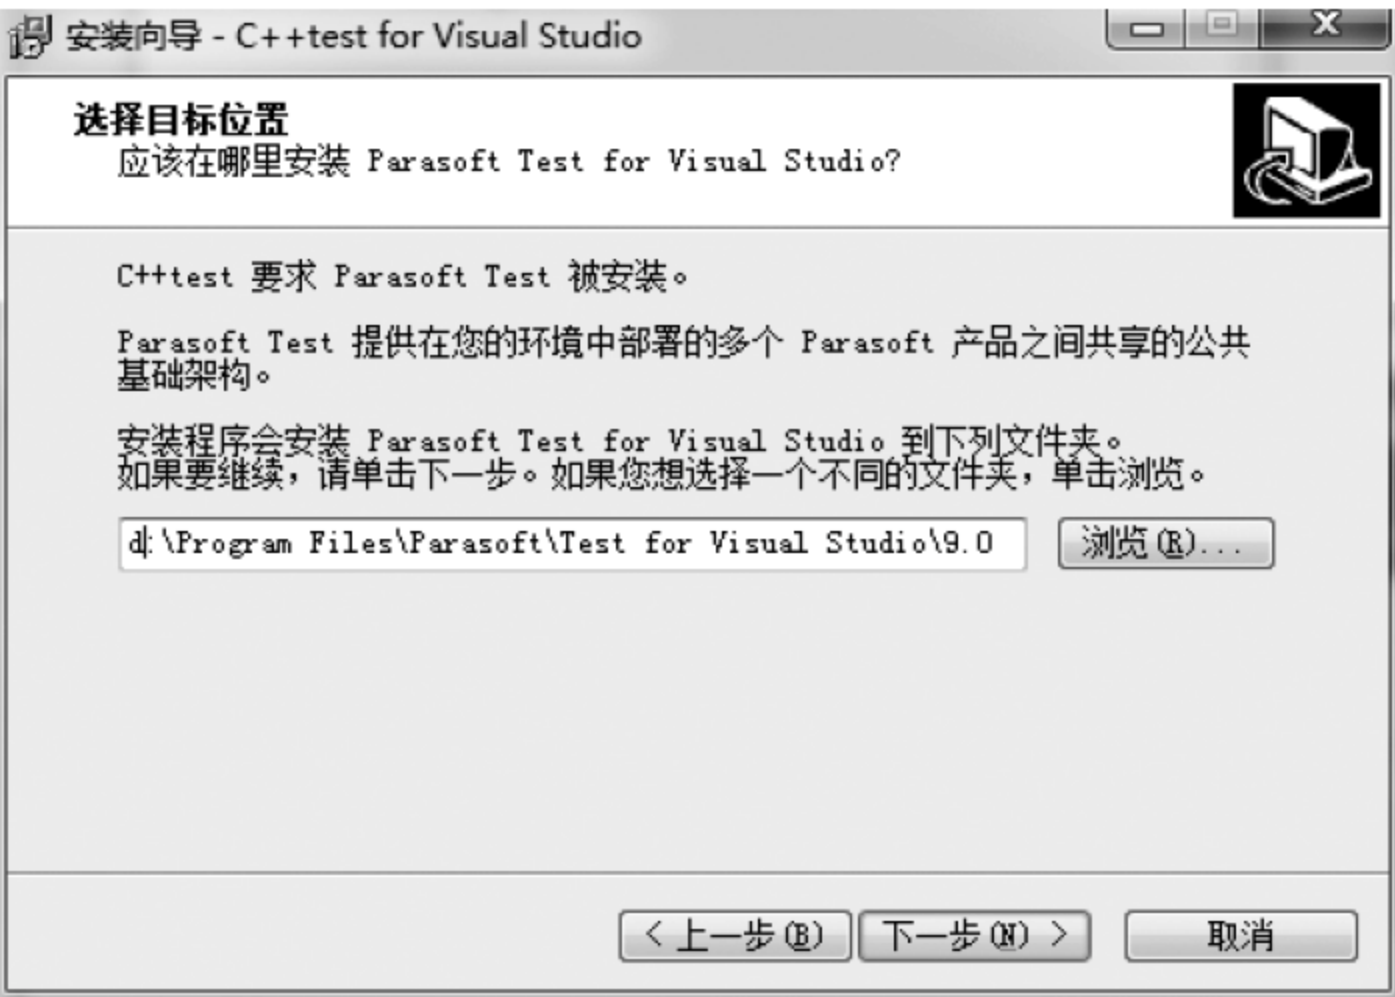 安装向导 - C++test for Visual Studio
选择目标位置
应该在哪里安装 Parasoft Test for Visual Studio?
C++test 要求 Parasoft Test 被安装。
Parasoft Test 提供在您的环境中部署的多个 Parasoft 产品之间共享的公共
基础架构。
安装程序会安装 Parasoft Test for Visual Studio 到下列文件夹。
如果要继续，请单击下一步。如果您想选择一个不同的文件夹，单击浏览。
d:\Program Files\Parasoft\Test for Visual Studio\9.0
浏览(R)...
< 上一步(B)
下一步(N) >
取消